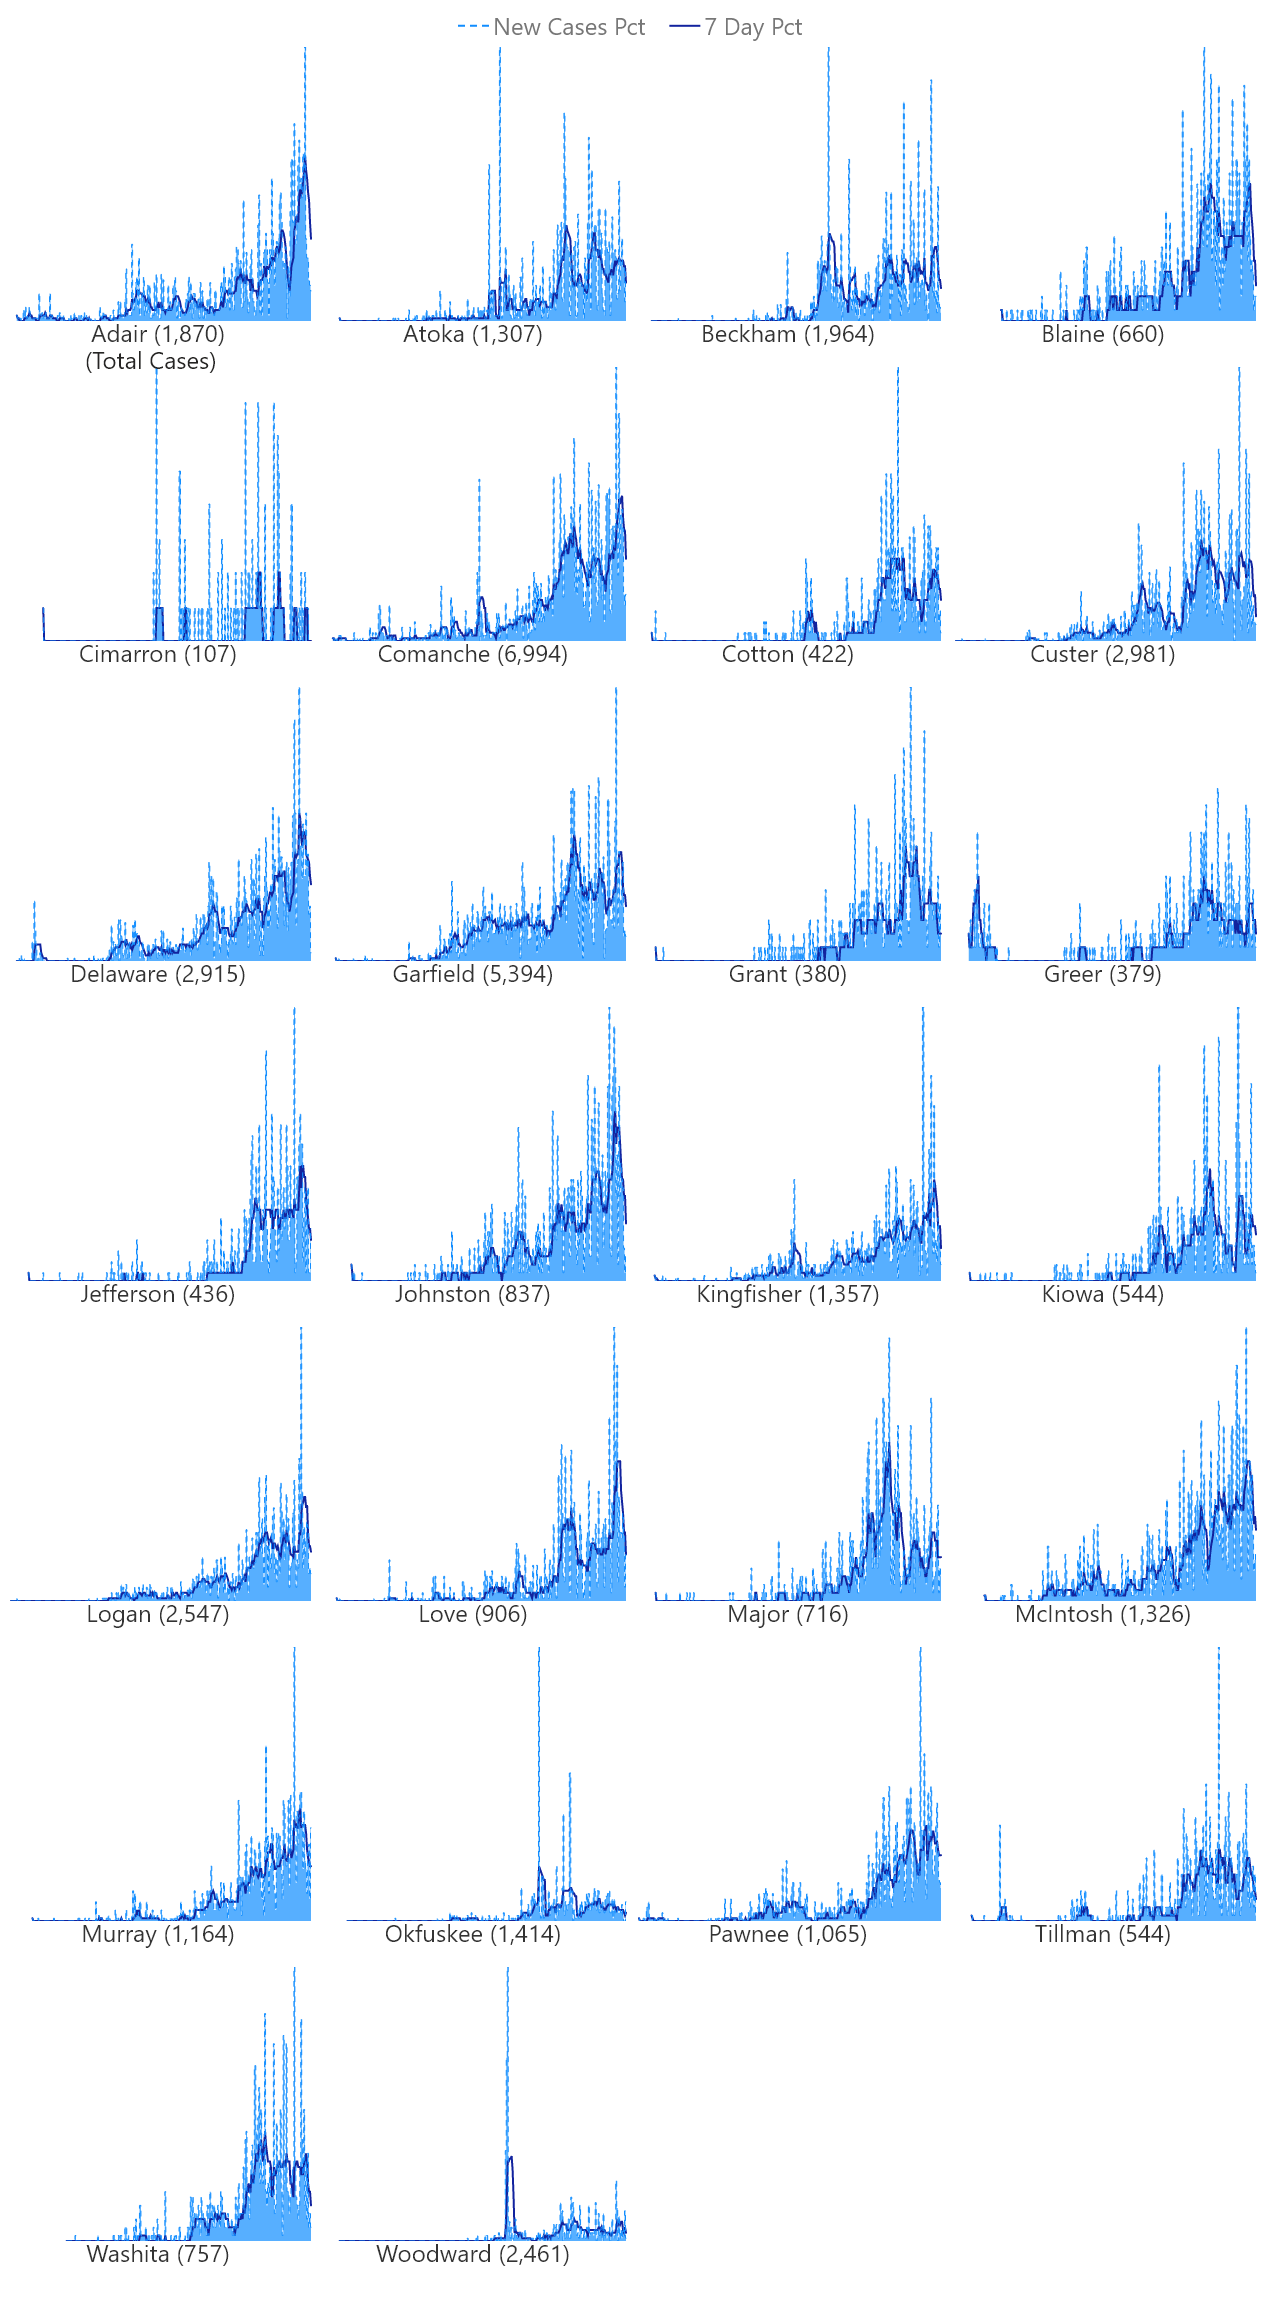 New Cases Pct 7 Day Pct
Adair (1,870) Atoka (1,307) Beckham (1,964) Blaine (660)
(Total Cases)
Cimarron (107) Comanche (6,994) Cotton (422) Custer (2,981)
Delaware (2,915) Garfield (5,394) Grant (380) Greer (379)
Jefferson (436) Johnston (837) Kingfisher (1,357) Kiowa (544)
Logan (2,547) Love (906) Major (716) McIntosh (1,326)
Murray (1,164) Okfuskee (1,414) Pawnee (1,065) Tillman (544)
Washita (757) Woodward (2,461)